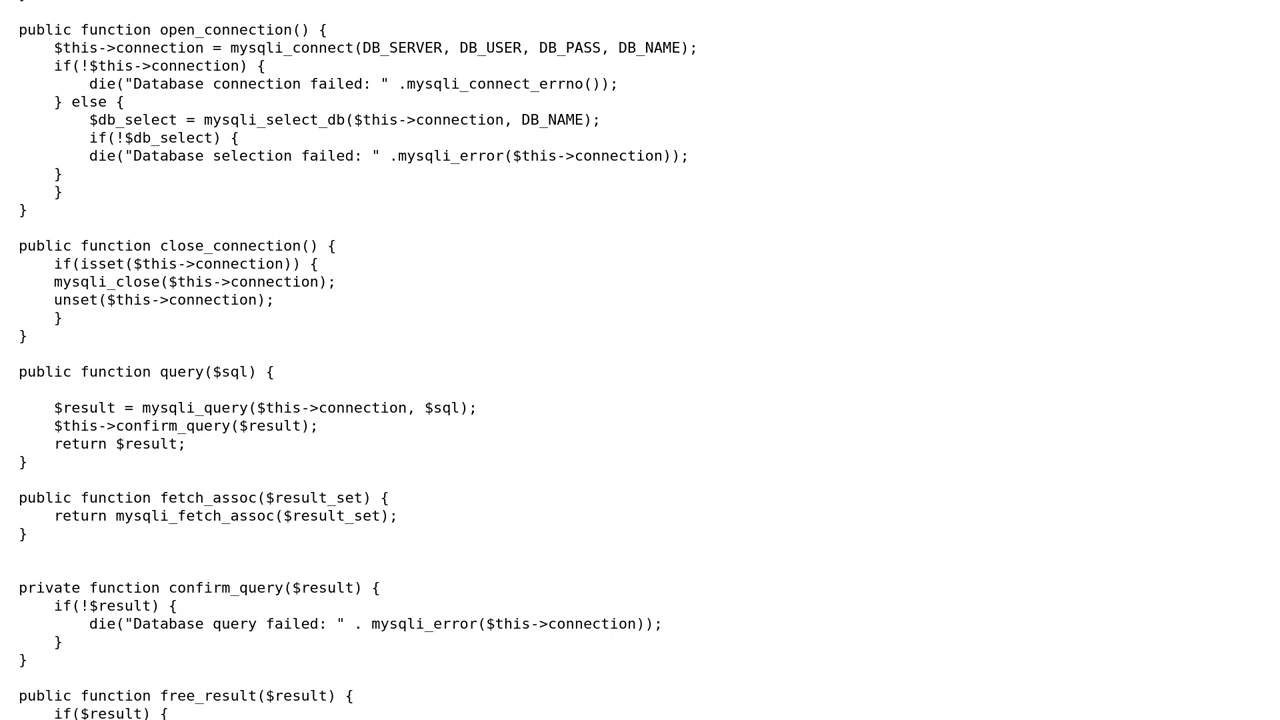 public function open_connection() {
    $this->connection = mysqli_connect(DB_SERVER, DB_USER, DB_PASS, DB_NAME);
    if(!$this->connection) {
        die("Database connection failed: " .mysqli_connect_errno());
    } else {
        $db_select = mysqli_select_db($this->connection, DB_NAME);
        if(!$db_select) {
        die("Database selection failed: " .mysqli_error($this->connection));
    }
    }
}

public function close_connection() {
    if(isset($this->connection)) {
    mysqli_close($this->connection);
    unset($this->connection);
    }
}

public function query($sql) {

    $result = mysqli_query($this->connection, $sql);
    $this->confirm_query($result);
    return $result;
}

public function fetch_assoc($result_set) {
    return mysqli_fetch_assoc($result_set);
}


private function confirm_query($result) {
    if(!$result) {
        die("Database query failed: " . mysqli_error($this->connection));
    }
}

public function free_result($result) {
    if($result) {